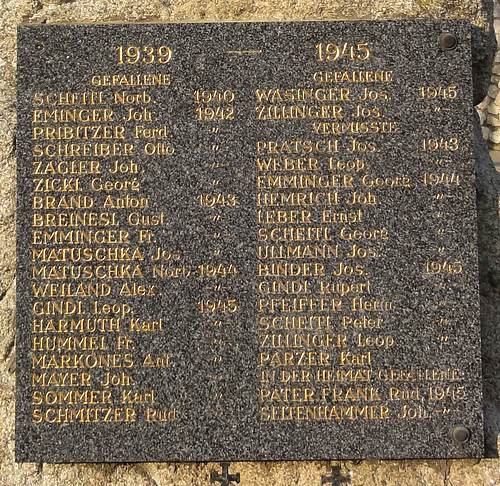 1939 — 1945
GEFALLENE
SCHEITL Norb. 1940
EMINGER Joh. 1942
PRIBITZER Ferd. "
SCHREIBER Otto "
ZAGLER Joh. "
ZICKL Georg "
BRAND Anton 1943
BREINESL Gust. "
EMMINGER Fr. "
MATUSCHKA Jos. "
MATUSCHKA Norb. 1944
WEILAND Alex. "
GINDL Leop. 1945
HARMUTH Karl "
HUMMEL Fr. "
MARKONES Ant. "
MAYER Joh. "
SOMMER Karl "
SCHMITZER Rud. "
GEFALLENE
WASINGER Jos. 1945
ZILLINGER Jos. "
VERMISSTE
PRATSCH Jos. 1943
WEBER Leop. "
EMMINGER Georg 1944
HEMRICH Joh. "
LEBER Ernst "
SCHEITL Georg "
ULLMANN Jos. "
BINDER Jos. 1945
GINDL Rupert "
PFEIFFER Herm. "
SCHEITL Peter "
ZILLINGER Leop. "
PARZER Karl "
IN DER HEIMAT GEFALLENE:
PATER FRANK Rud. 1945
SEITENHAMMER Joh. "